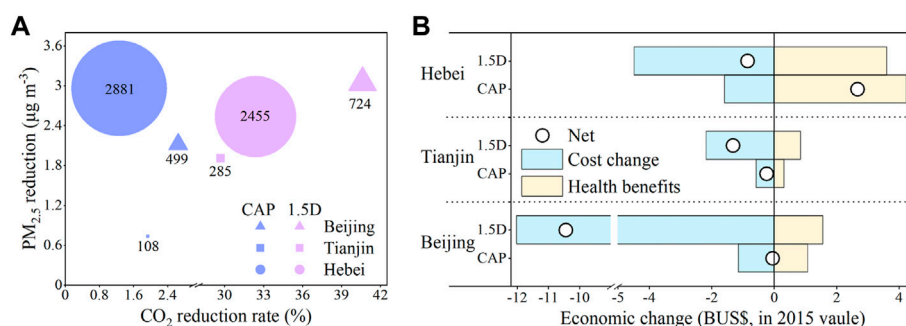 A
B
3.6
3.0
2.4
1.8
1.2
0.6
0
PM2.5 reduction (μg m-3)
2881
2455
724
499
285
108
CAP 1.5D
Beijing
Tianjin
Hebei
0 0.8 1.6 2.4 30 33 36 39 42
CO2 reduction rate (%)
Hebei
1.5D
CAP
Tianjin
1.5D
CAP
Beijing
1.5D
CAP
Net
Cost change
Health benefits
-12 -11 -10 -5 -4 -2 0 2 4
Economic change (BUS$, in 2015 vaule)